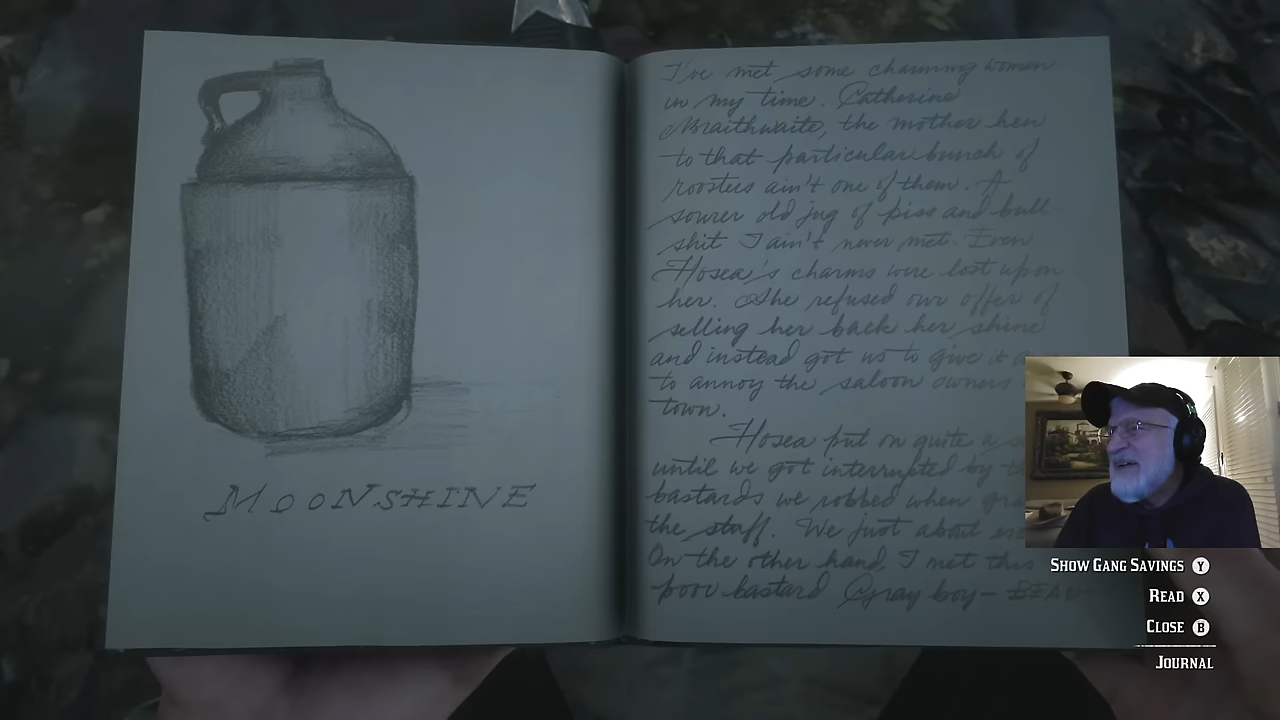 MOONSHINE
I've met some charming women
in my time. Catherine
Braithwaite, the mother hen
to that particular bunch of
roosters ain't one of them. A
sourer old jug of piss and bull-
shit I ain't never met. Even
Hosea's charms were lost upon
her. She refused our offer of
selling her back her shine
and instead got us to give it
to annoy the saloon owners
town.
Hosea put on quite a
until we got interrupted by
bastards we robbed when
the staff. We just about
On the other hand, I met this
poor bastard Gray boy - BEAU
SHOW GANG SAVINGS Y
READ X
CLOSE B
JOURNAL